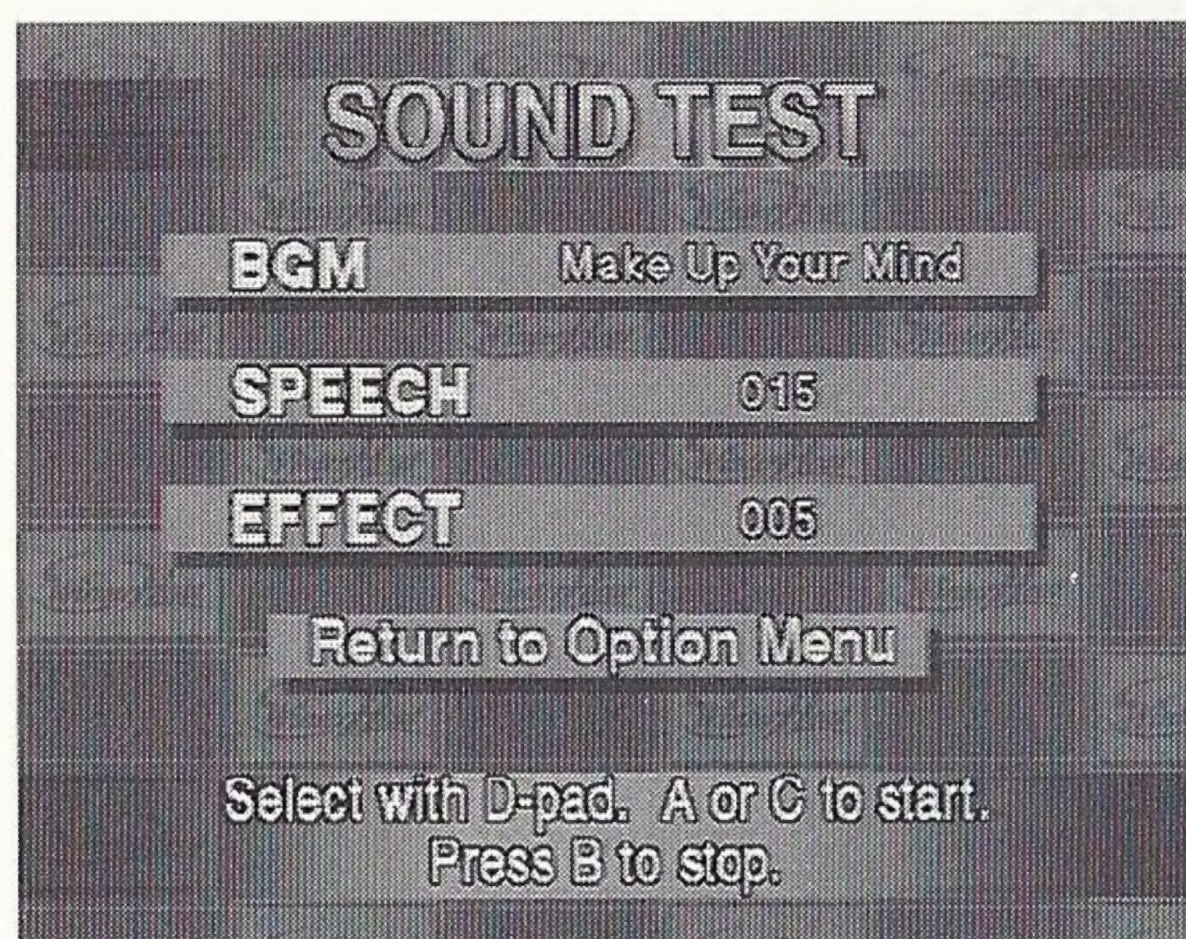 SOUND TEST
BGM Make Up Your Mind
SPEECH 015
EFFECT 005
Return to Option Menu
Select with D-pad. A or C to start.
Press B to stop.